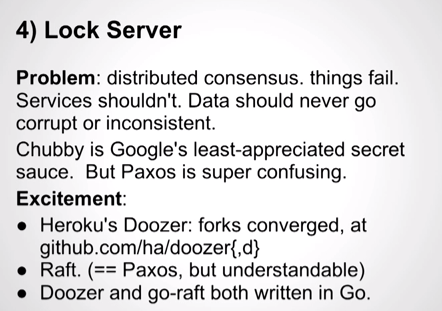 4) Lock Server
Problem: distributed consensus. things fail.
Services shouldn't. Data should never go
corrupt or inconsistent.
Chubby is Google's least-appreciated secret
sauce.  But Paxos is super confusing.
Excitement:
● Heroku's Doozer: forks converged, at
github.com/ha/doozer{,d}
● Raft. (== Paxos, but understandable)
● Doozer and go-raft both written in Go.